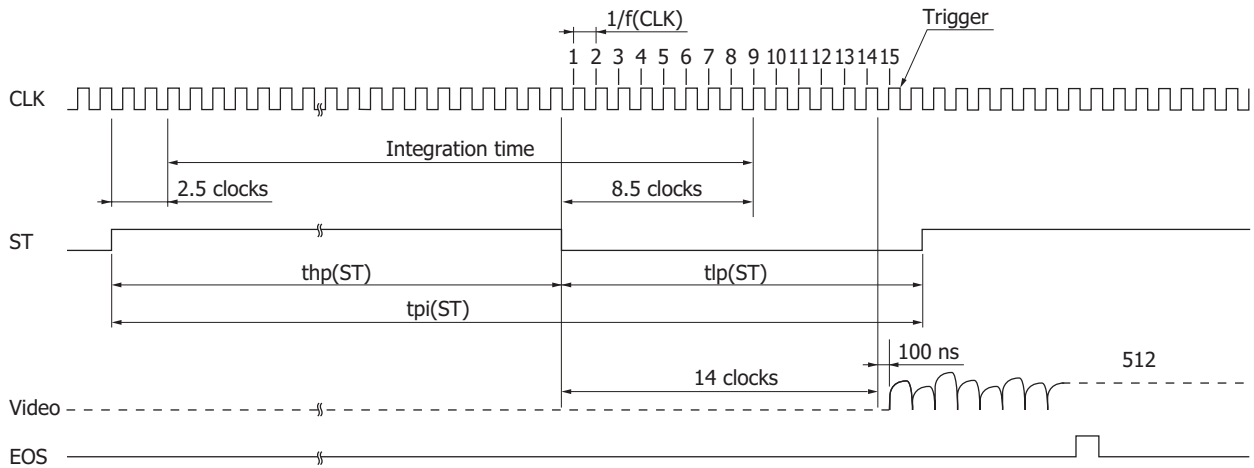 1/f(CLK)
Trigger
1 2 3 4 5 6 7 8 9 10 11 12 13 14 15
CLK
Integration time
2.5 clocks
8.5 clocks
ST
thp(ST)
tlp(ST)
tpi(ST)
100 ns
512
14 clocks
Video
EOS